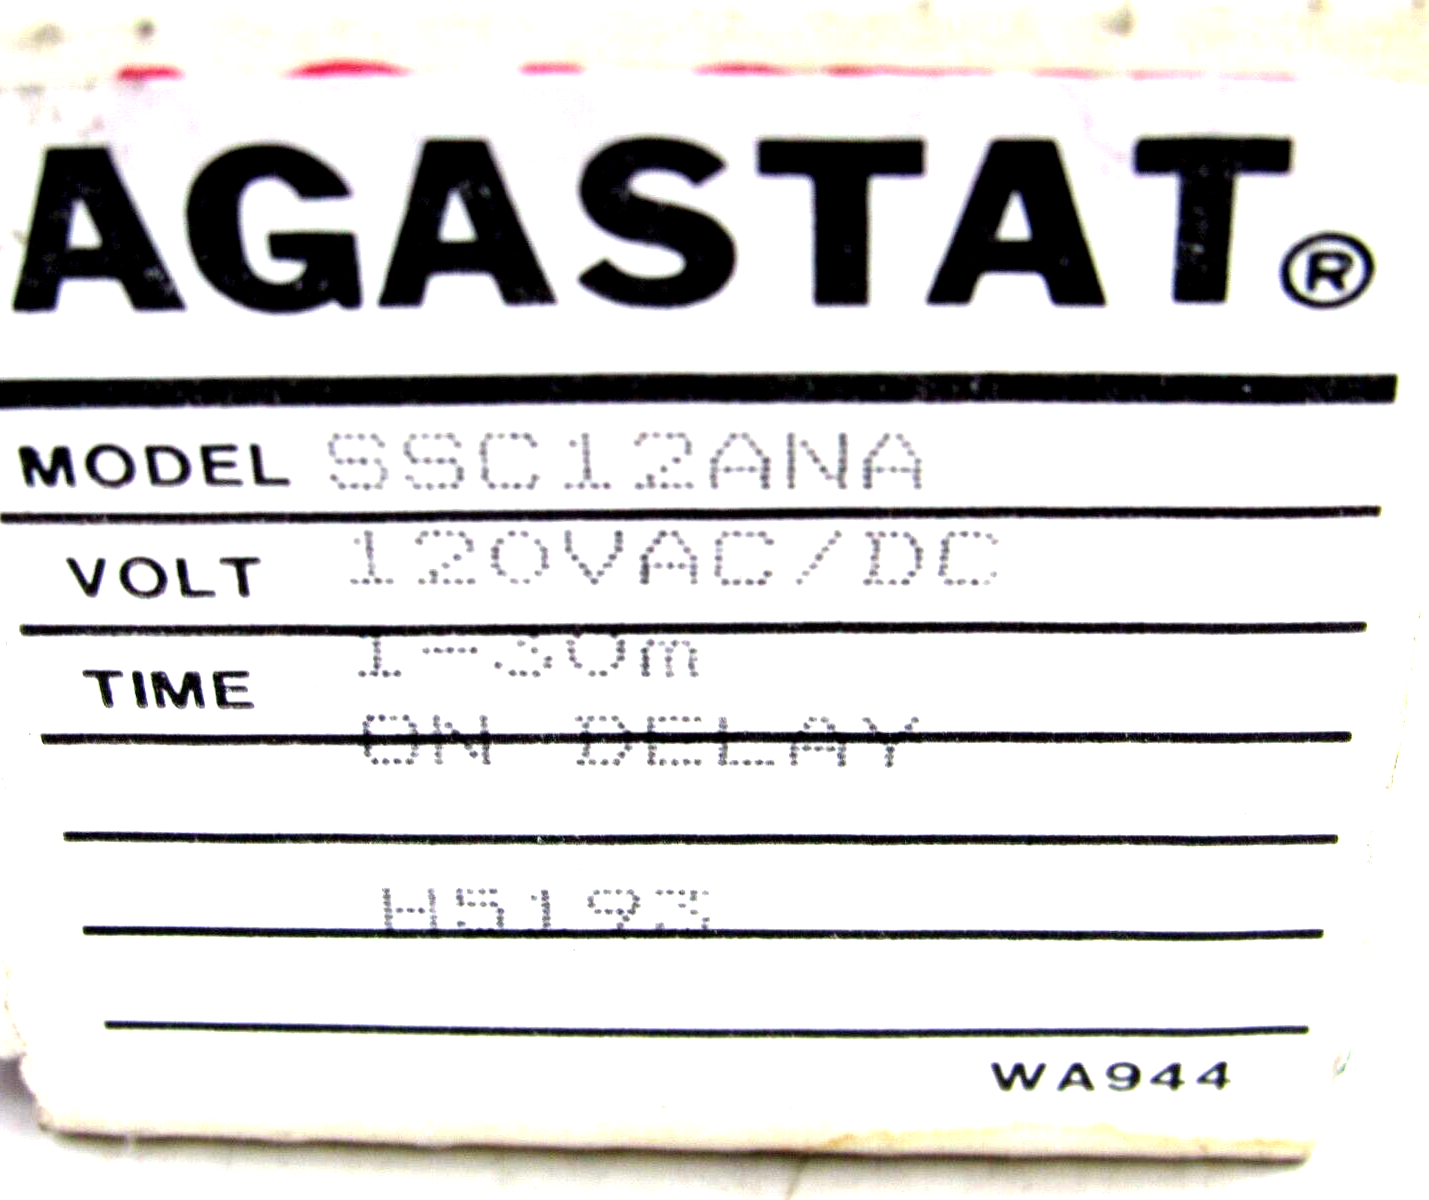 AGASTAT®
MODEL SSC12ANA
VOLT 120VAC/DC
TIME 1-30m
ON DELAY
H5193
WA944